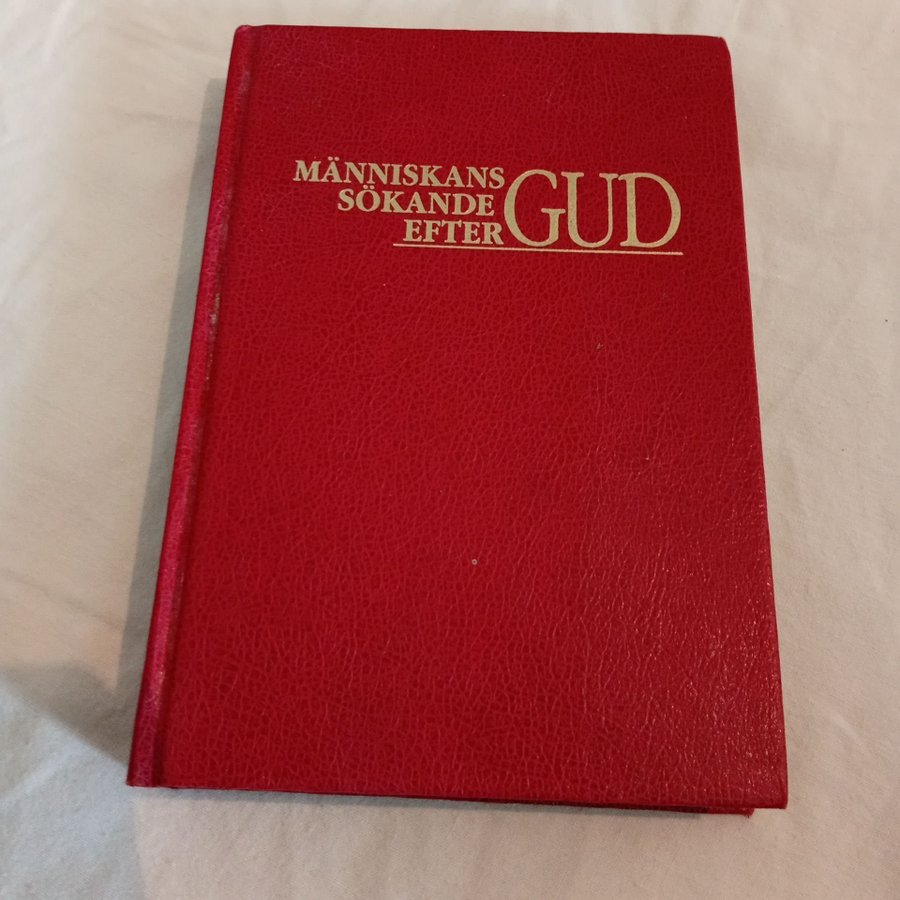 MÄNNISKANS
SÖKANDE
EFTER GUD